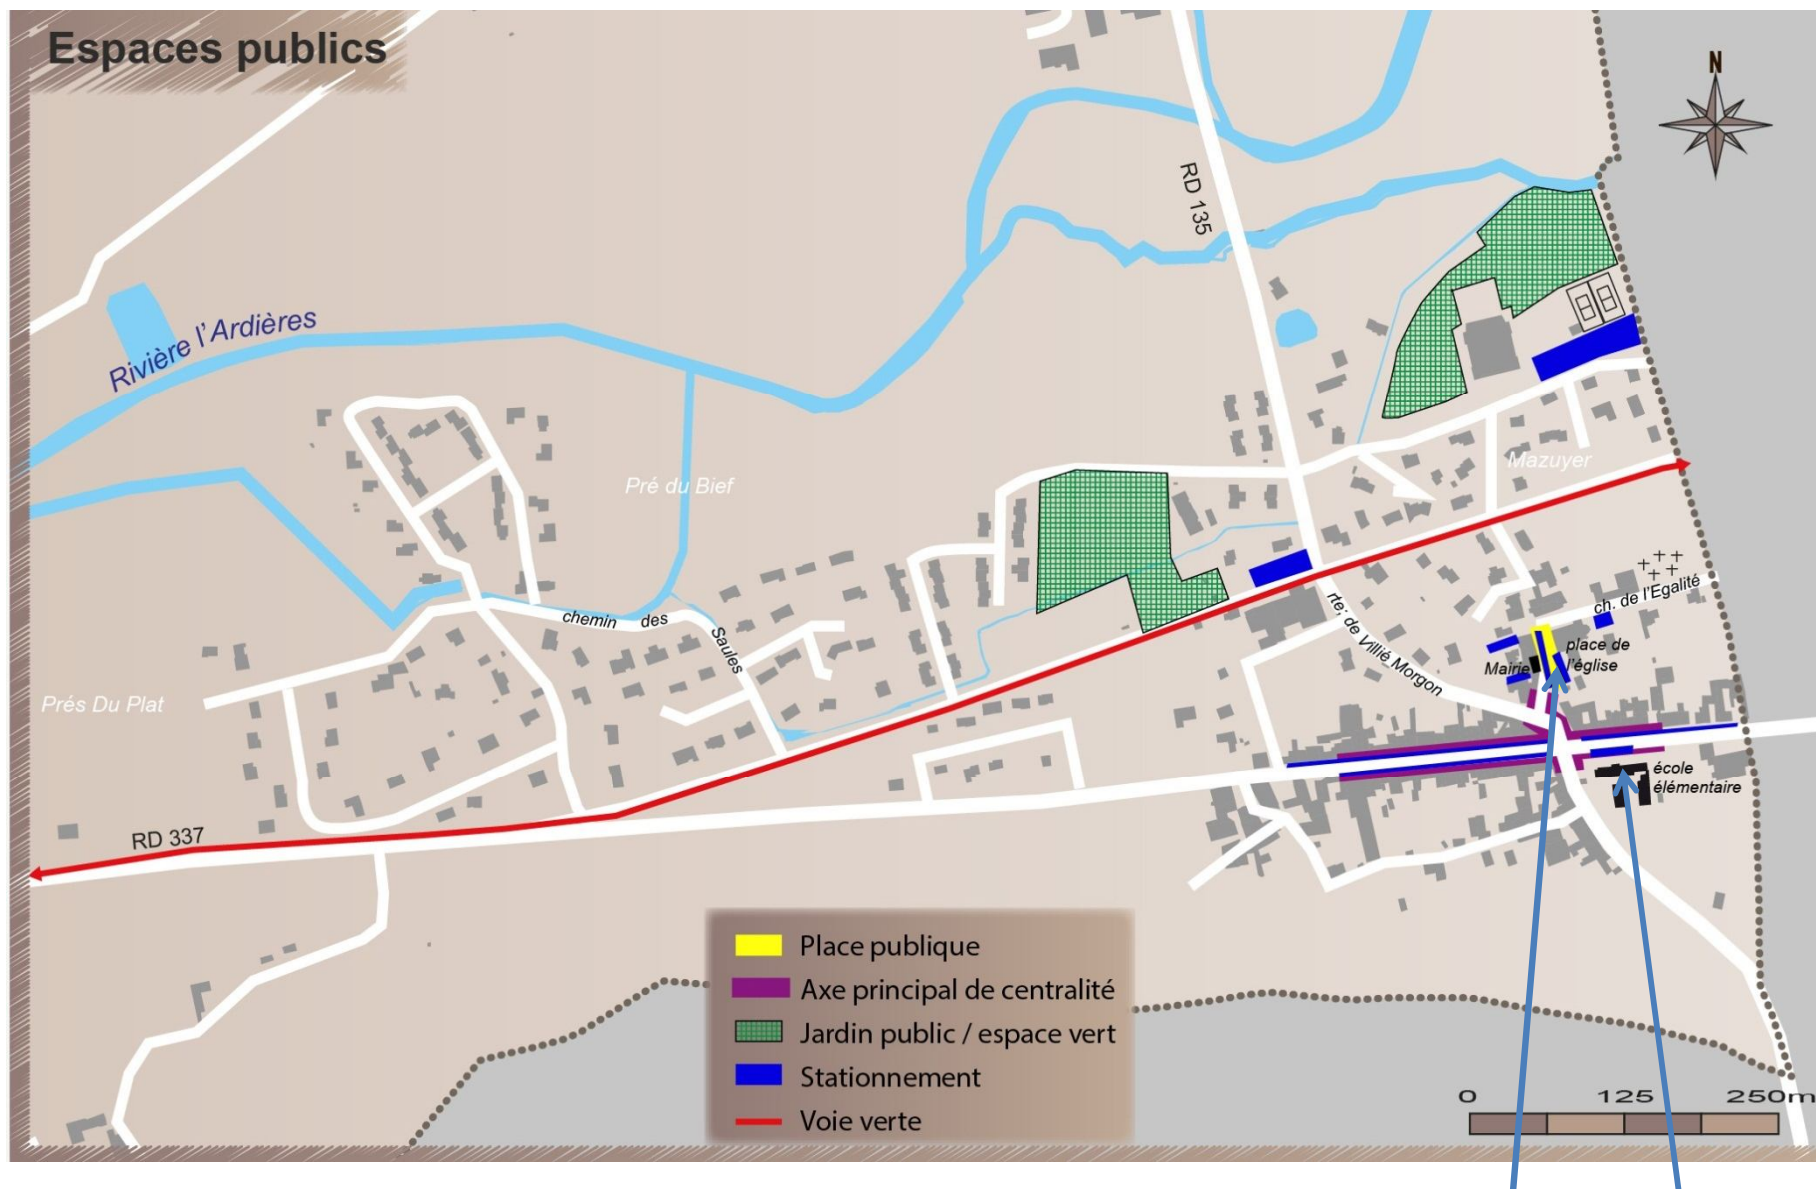 Espaces publics
N
RD 135
Rivière l'Ardières
Pré du Bief
Mazuyer
ch. de l'Egalité
chemin des
Saules
rte; de Villié Morgon
place de
l'église
Mairie
Prés Du Plat
école
élémentaire
RD 337
Place publique
Axe principal de centralité
Jardin public / espace vert
Stationnement
Voie verte
0 125 250m